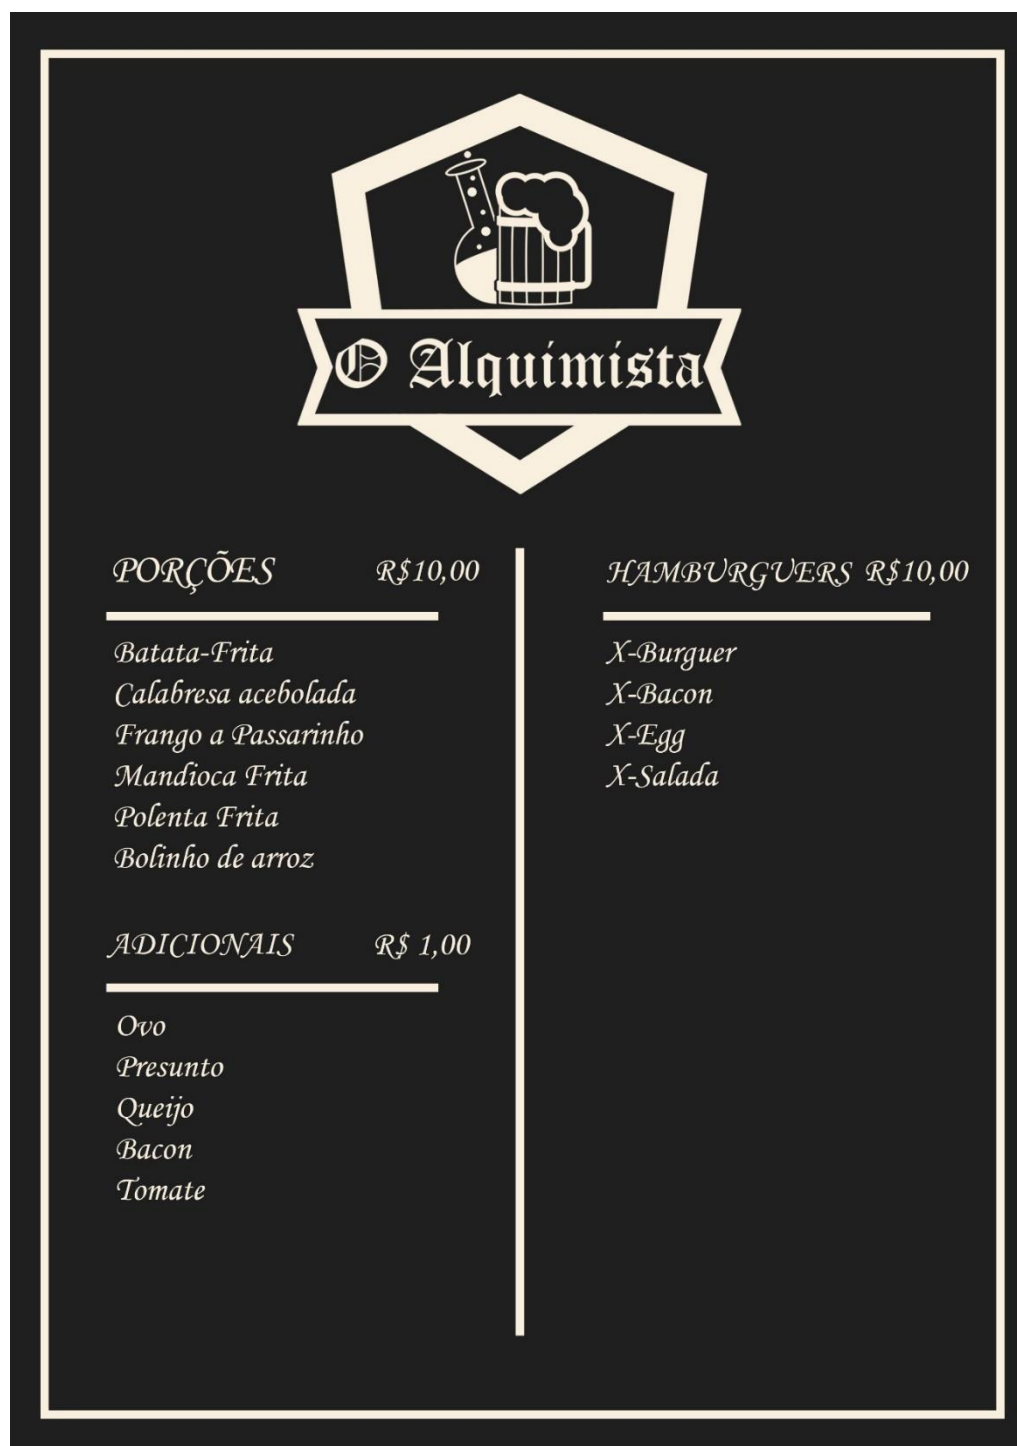 O Alquimista
PORÇÕES R$10,00
Batata-Frita
Calabresa acebolada
Frango a Passarinho
Mandioca Frita
Polenta Frita
Bolinho de arroz
ADICIONAIS R$ 1,00
Ovo
Presunto
Queijo
Bacon
Tomate
HAMBURGUERS R$10,00
X-Burguer
X-Bacon
X-Egg
X-Salada